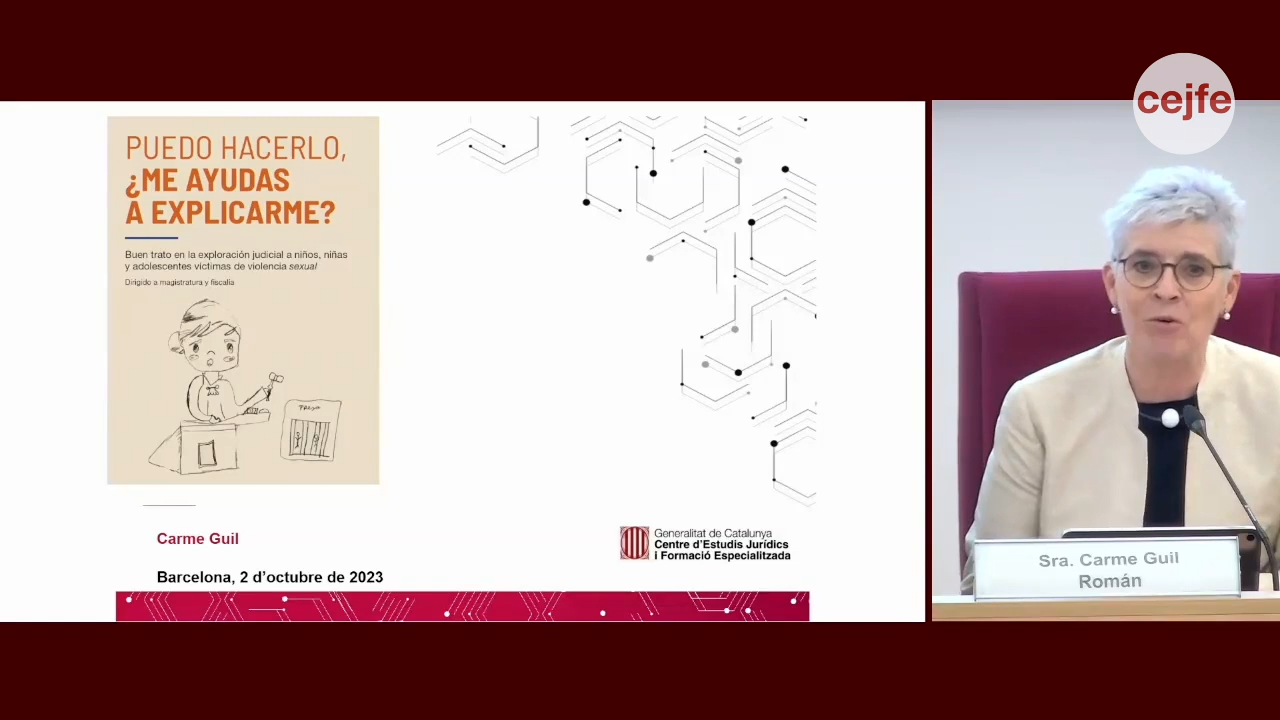 cejfe
PUEDO HACERLO,
¿ME AYUDAS
A EXPLICARME?
Buen trato en la exploración judicial a niños, niñas
y adolescentes víctimas de violencia sexual
Dirigido a magistratura y fiscalía
PRESO
Carme Guil
Barcelona, 2 d'octubre de 2023
Generalitat de Catalunya
Centre d'Estudis Jurídics
i Formació Especialitzada
Sra. Carme Guil
Román